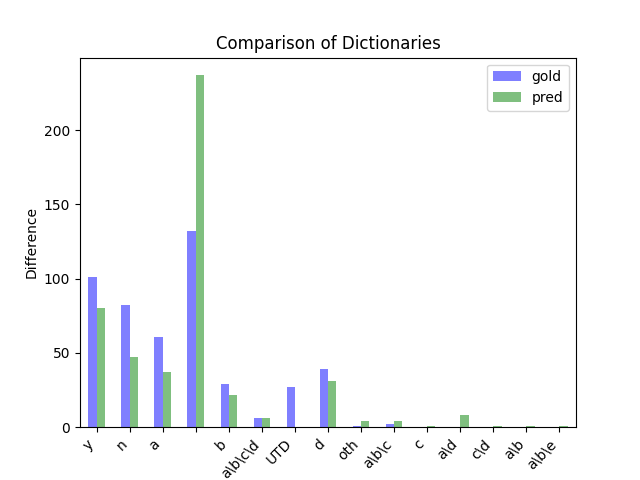 Comparison of Dictionaries
gold
pred
Difference
200
150
100
50
0
y
n
a
b
a\b\c\d
UTD
d
oth
a\b\c
c
a\d
c\d
a\b
a\b\e